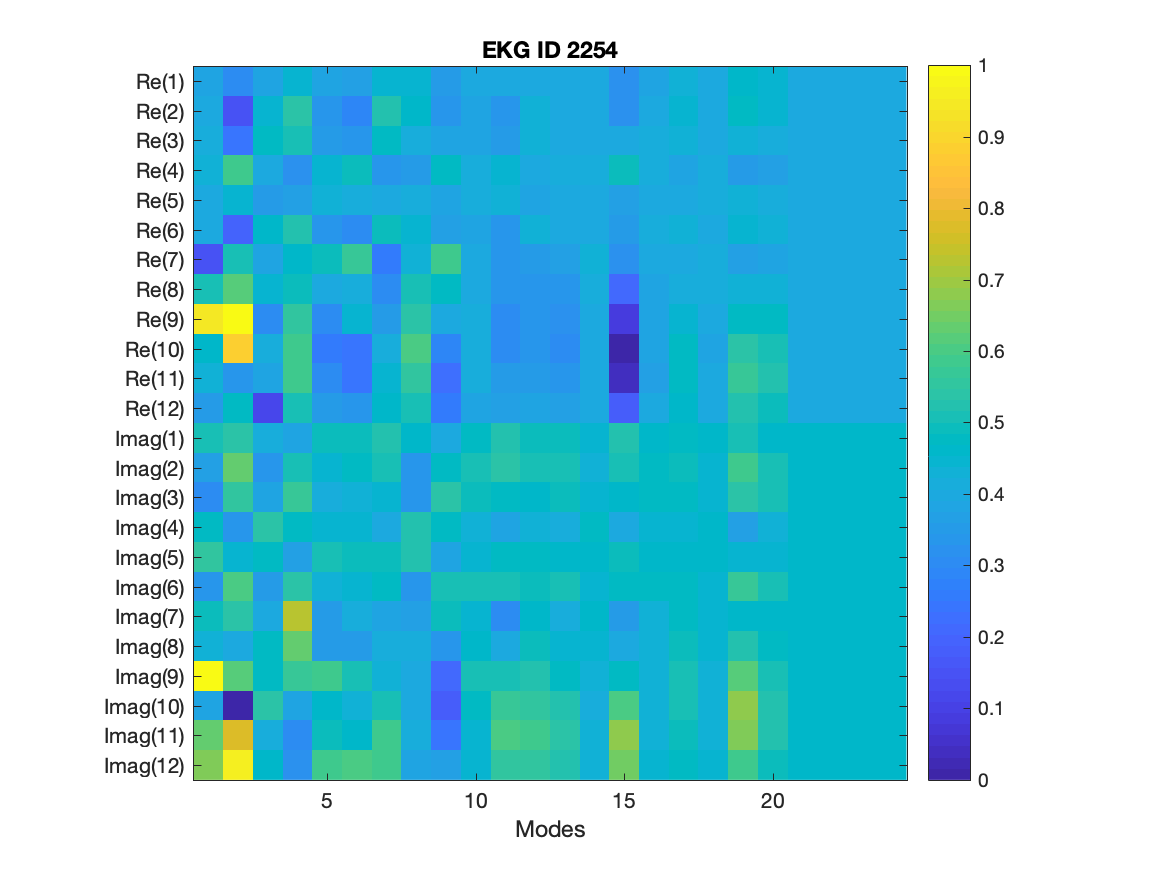 EKG ID 2254
Re(1)
Re(2)
Re(3)
Re(4)
Re(5)
Re(6)
Re(7)
Re(8)
Re(9)
Re(10)
Re(11)
Re(12)
Imag(1)
Imag(2)
Imag(3)
Imag(4)
Imag(5)
Imag(6)
Imag(7)
Imag(8)
Imag(9)
Imag(10)
Imag(11)
Imag(12)
5 10 15 20
Modes
1
0.9
0.8
0.7
0.6
0.5
0.4
0.3
0.2
0.1
0